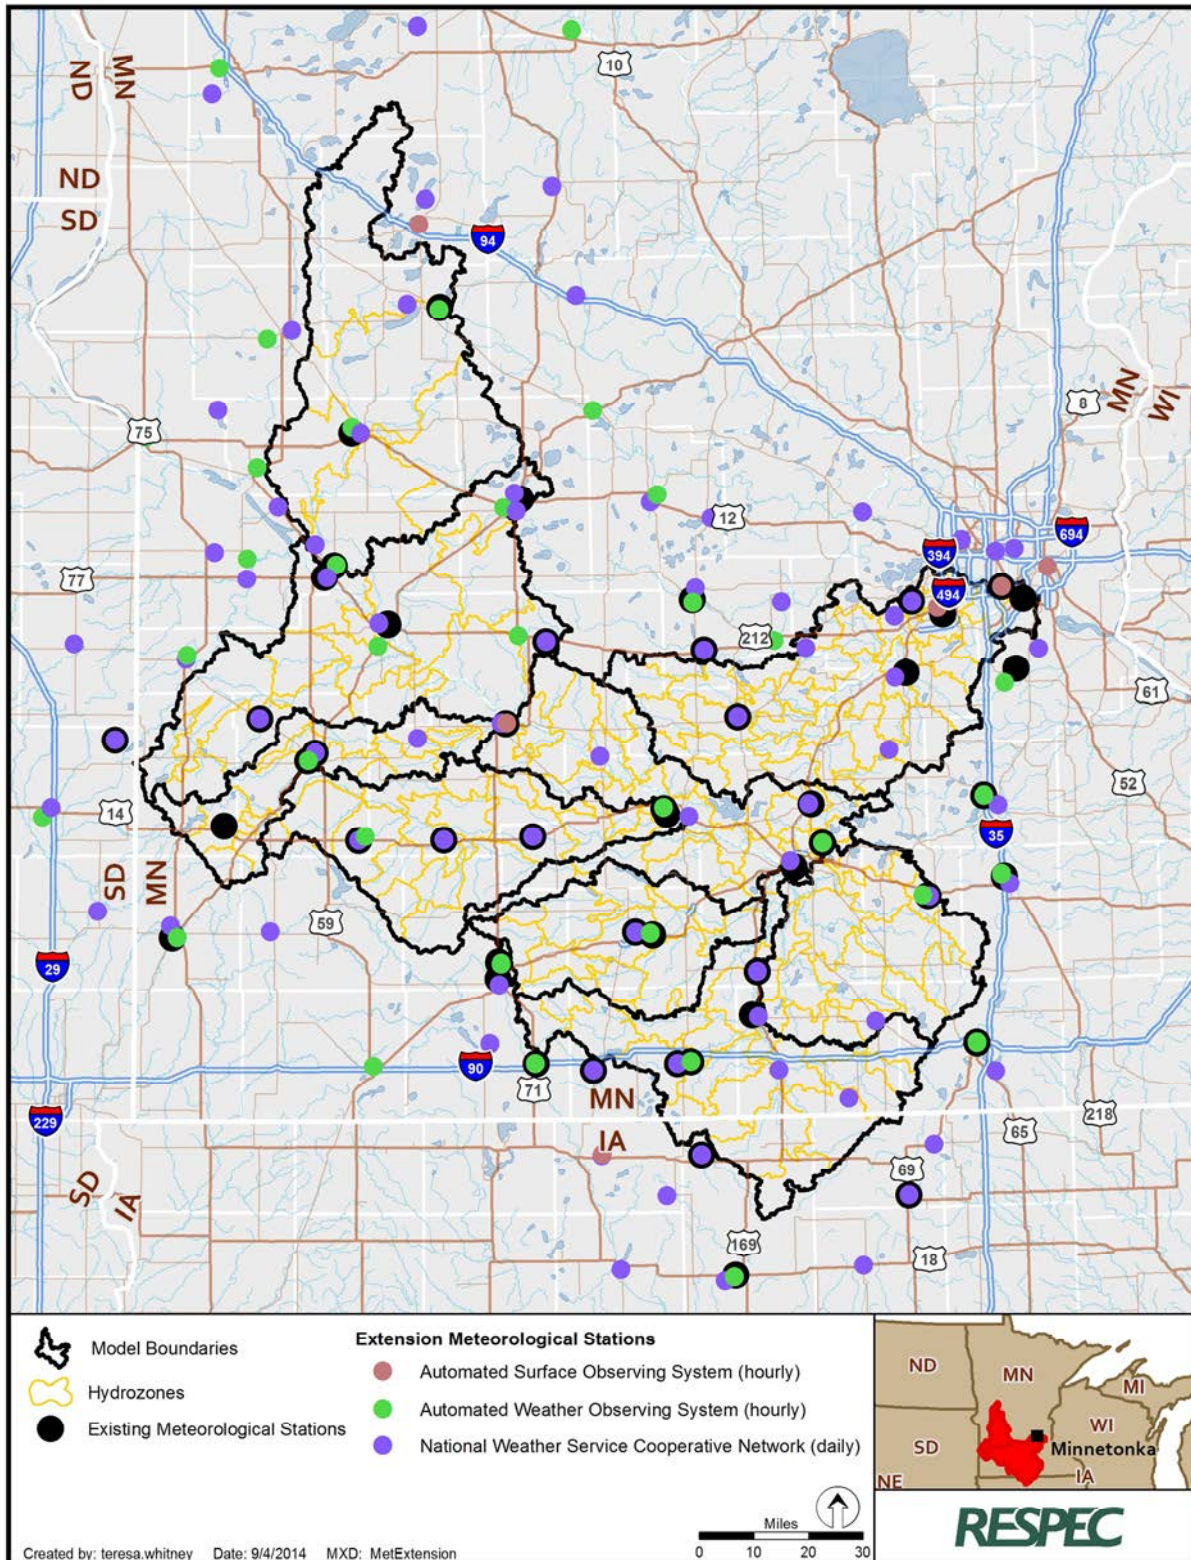 10
MN
ND
ND
SD
94
8
MN
WI
75
12
694
394
77
494
212
61
52
14
35
SD
MN
59
29
90
71
MN
218
229
65
IA
69
SD
IA
169
18
Model Boundaries
Hydrozones
Existing Meteorological Stations
Extension Meteorological Stations
Automated Surface Observing System (hourly)
Automated Weather Observing System (hourly)
National Weather Service Cooperative Network (daily)
Miles
0 10 20 30
Created by: teresa.whitney Date: 9/4/2014 MXD: MetExtension
ND
MN
MI
WI
SD
Minnetonka
NE
IA
RESPEC